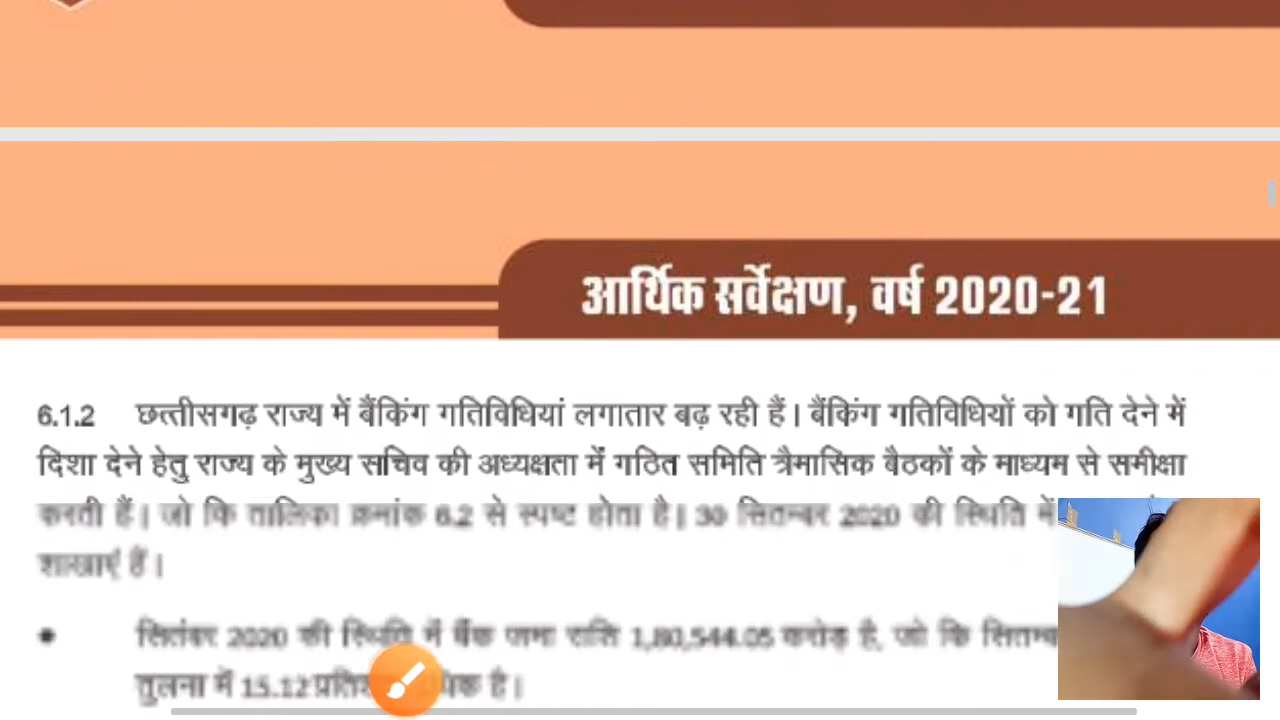 आर्थिक सर्वेक्षण, वर्ष 2020-21
6.1.2 छत्तीसगढ़ राज्य में बैंकिंग गतिविधियां लगातार बढ़ रही हैं। बैंकिंग गतिविधियों को गति देने में
दिशा देने हेतु राज्य के मुख्य सचिव की अध्यक्षता में गठित समिति त्रैमासिक बैठकों के माध्यम से समीक्षा
करती हैं। जो कि तालिका क्रमांक 6.2 से स्पष्ट होता है। 30 सितम्बर 2020 की स्थिति में
शाखाएं हैं।
• सितंबर 2020 की स्थिति में बैंक जमा राशि 1,80,544.05 करोड़ है, जो कि
तुलना में 15.12 है।